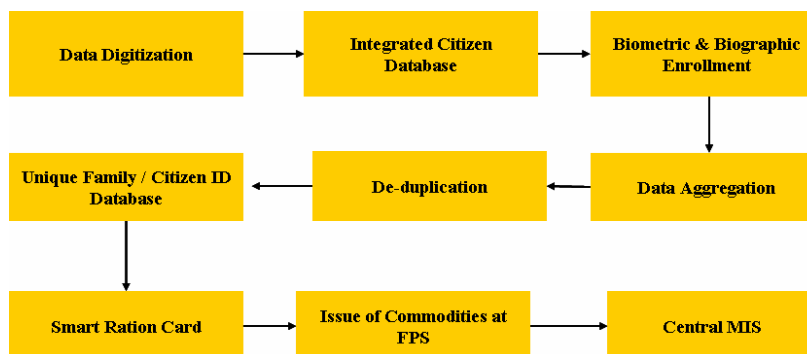 Data Digitization
Integrated Citizen
Database
Biometric & Biographic
Enrollment
Unique Family / Citizen ID
Database
De-duplication
Data Aggregation
Smart Ration Card
Issue of Commodities at
FPS
Central MIS